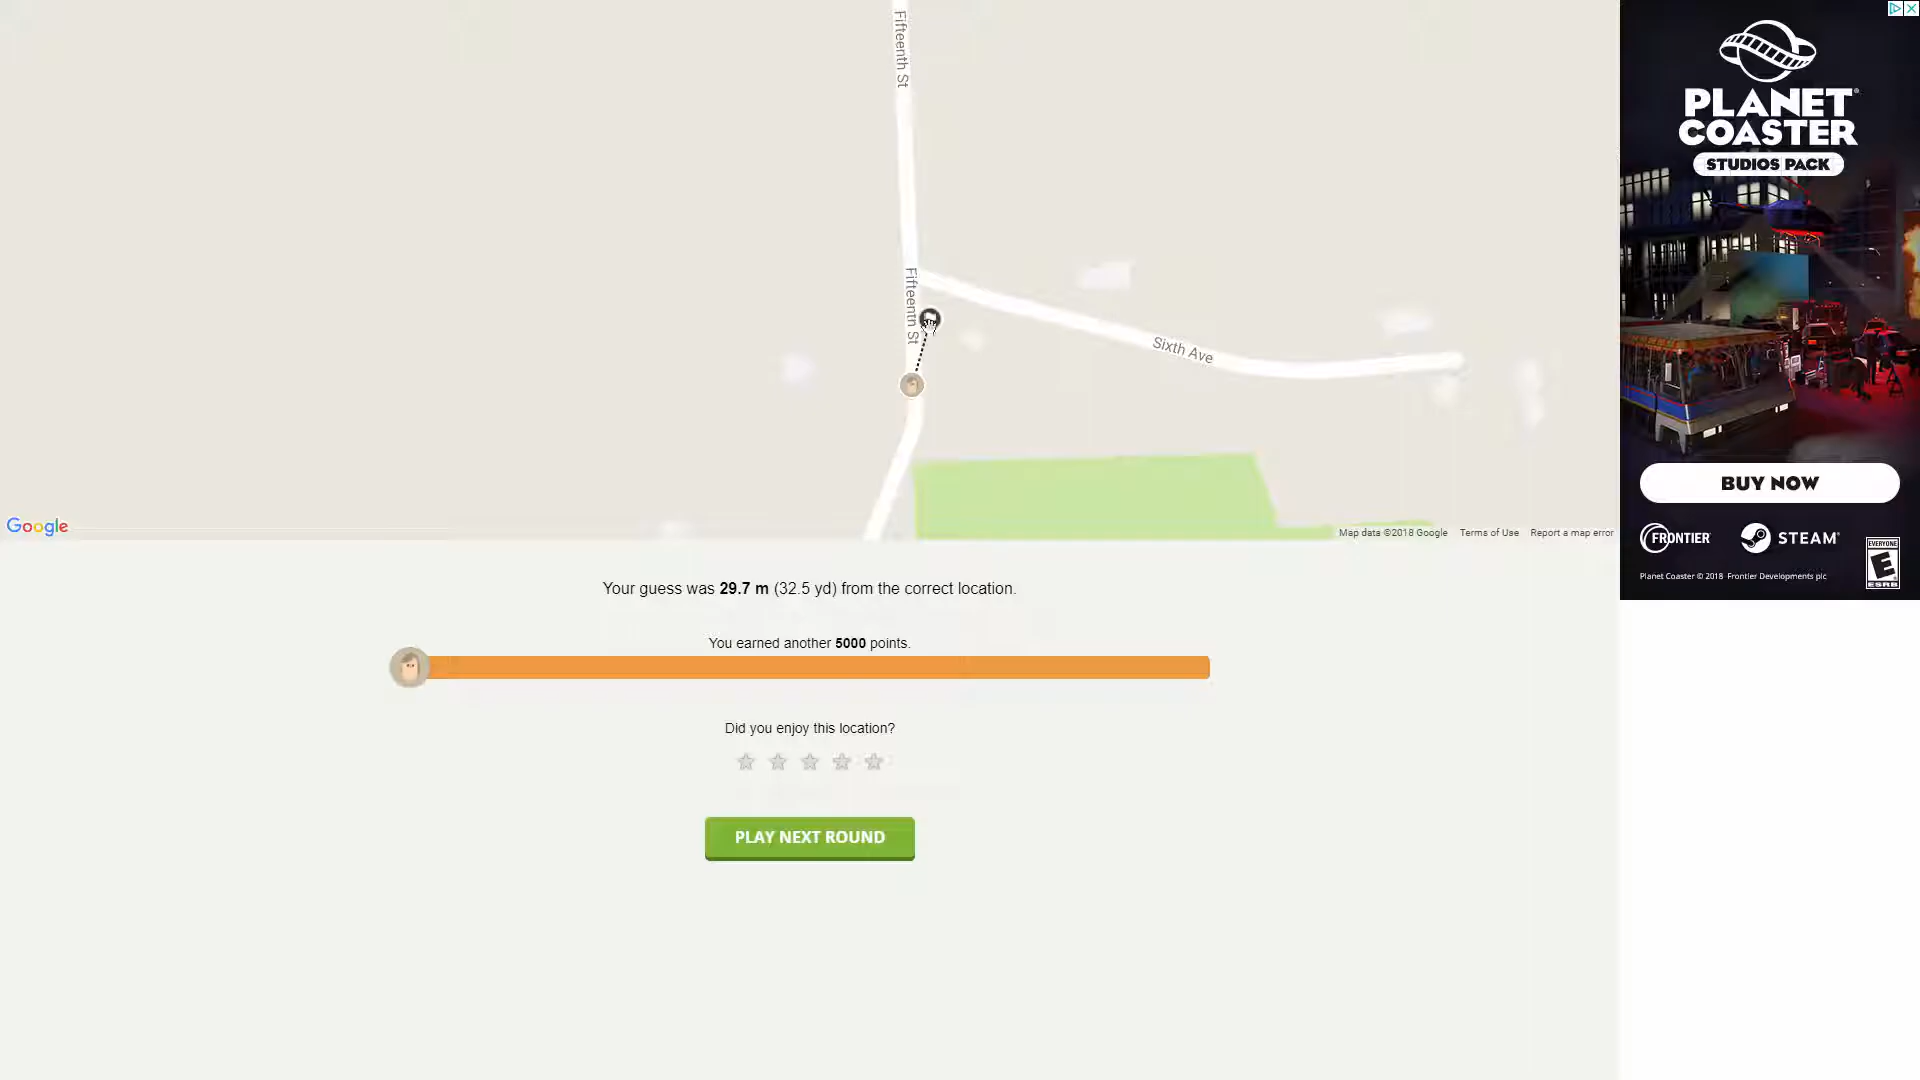 Fifteenth St
Fifteenth St
Sixth Ave
Google
Map data ©2018 Google
Terms of Use
Report a map error
Your guess was 29.7 m (32.5 yd) from the correct location.
You earned another 5000 points.
Did you enjoy this location?
PLAY NEXT ROUND
PLANET
COASTER
STUDIOS PACK
BUY NOW
FRONTIER
STEAM
Planet Coaster © 2018 Frontier Developments plc
EVERYONE
E
ESRB